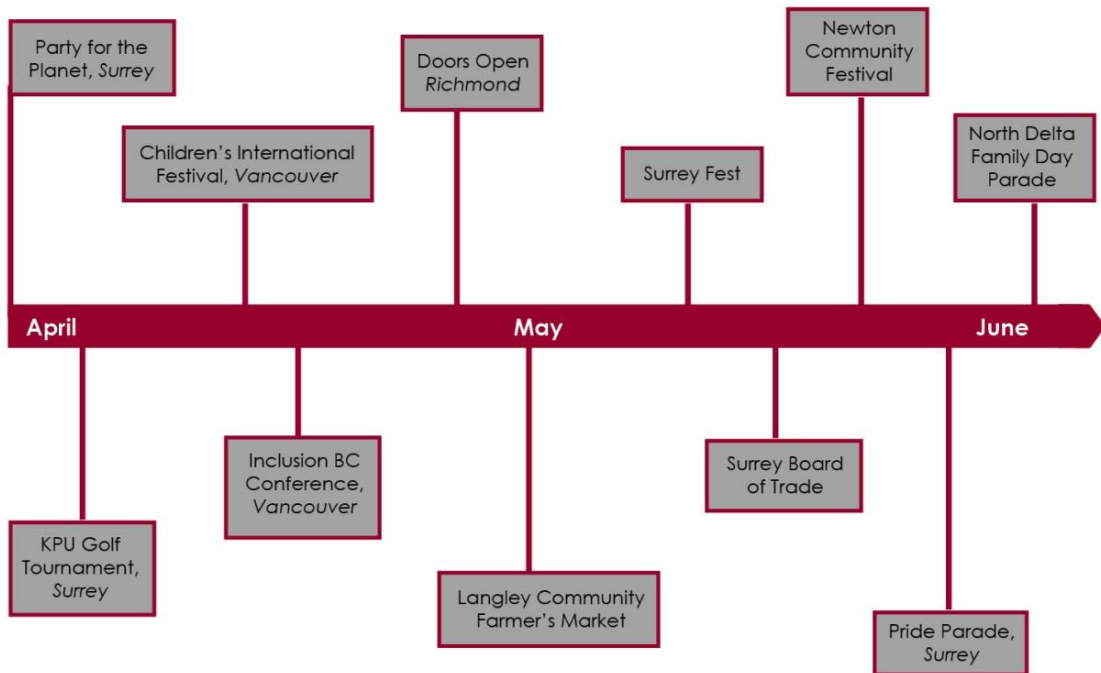 Party for the
Planet, Surrey
Children's International
Festival, Vancouver
Doors Open
Richmond
Surrey Fest
Newton
Community
Festival
North Delta
Family Day
Parade
April
May
June
KPU Golf
Tournament,
Surrey
Inclusion BC
Conference,
Vancouver
Langley Community
Farmer's Market
Surrey Board
of Trade
Pride Parade,
Surrey